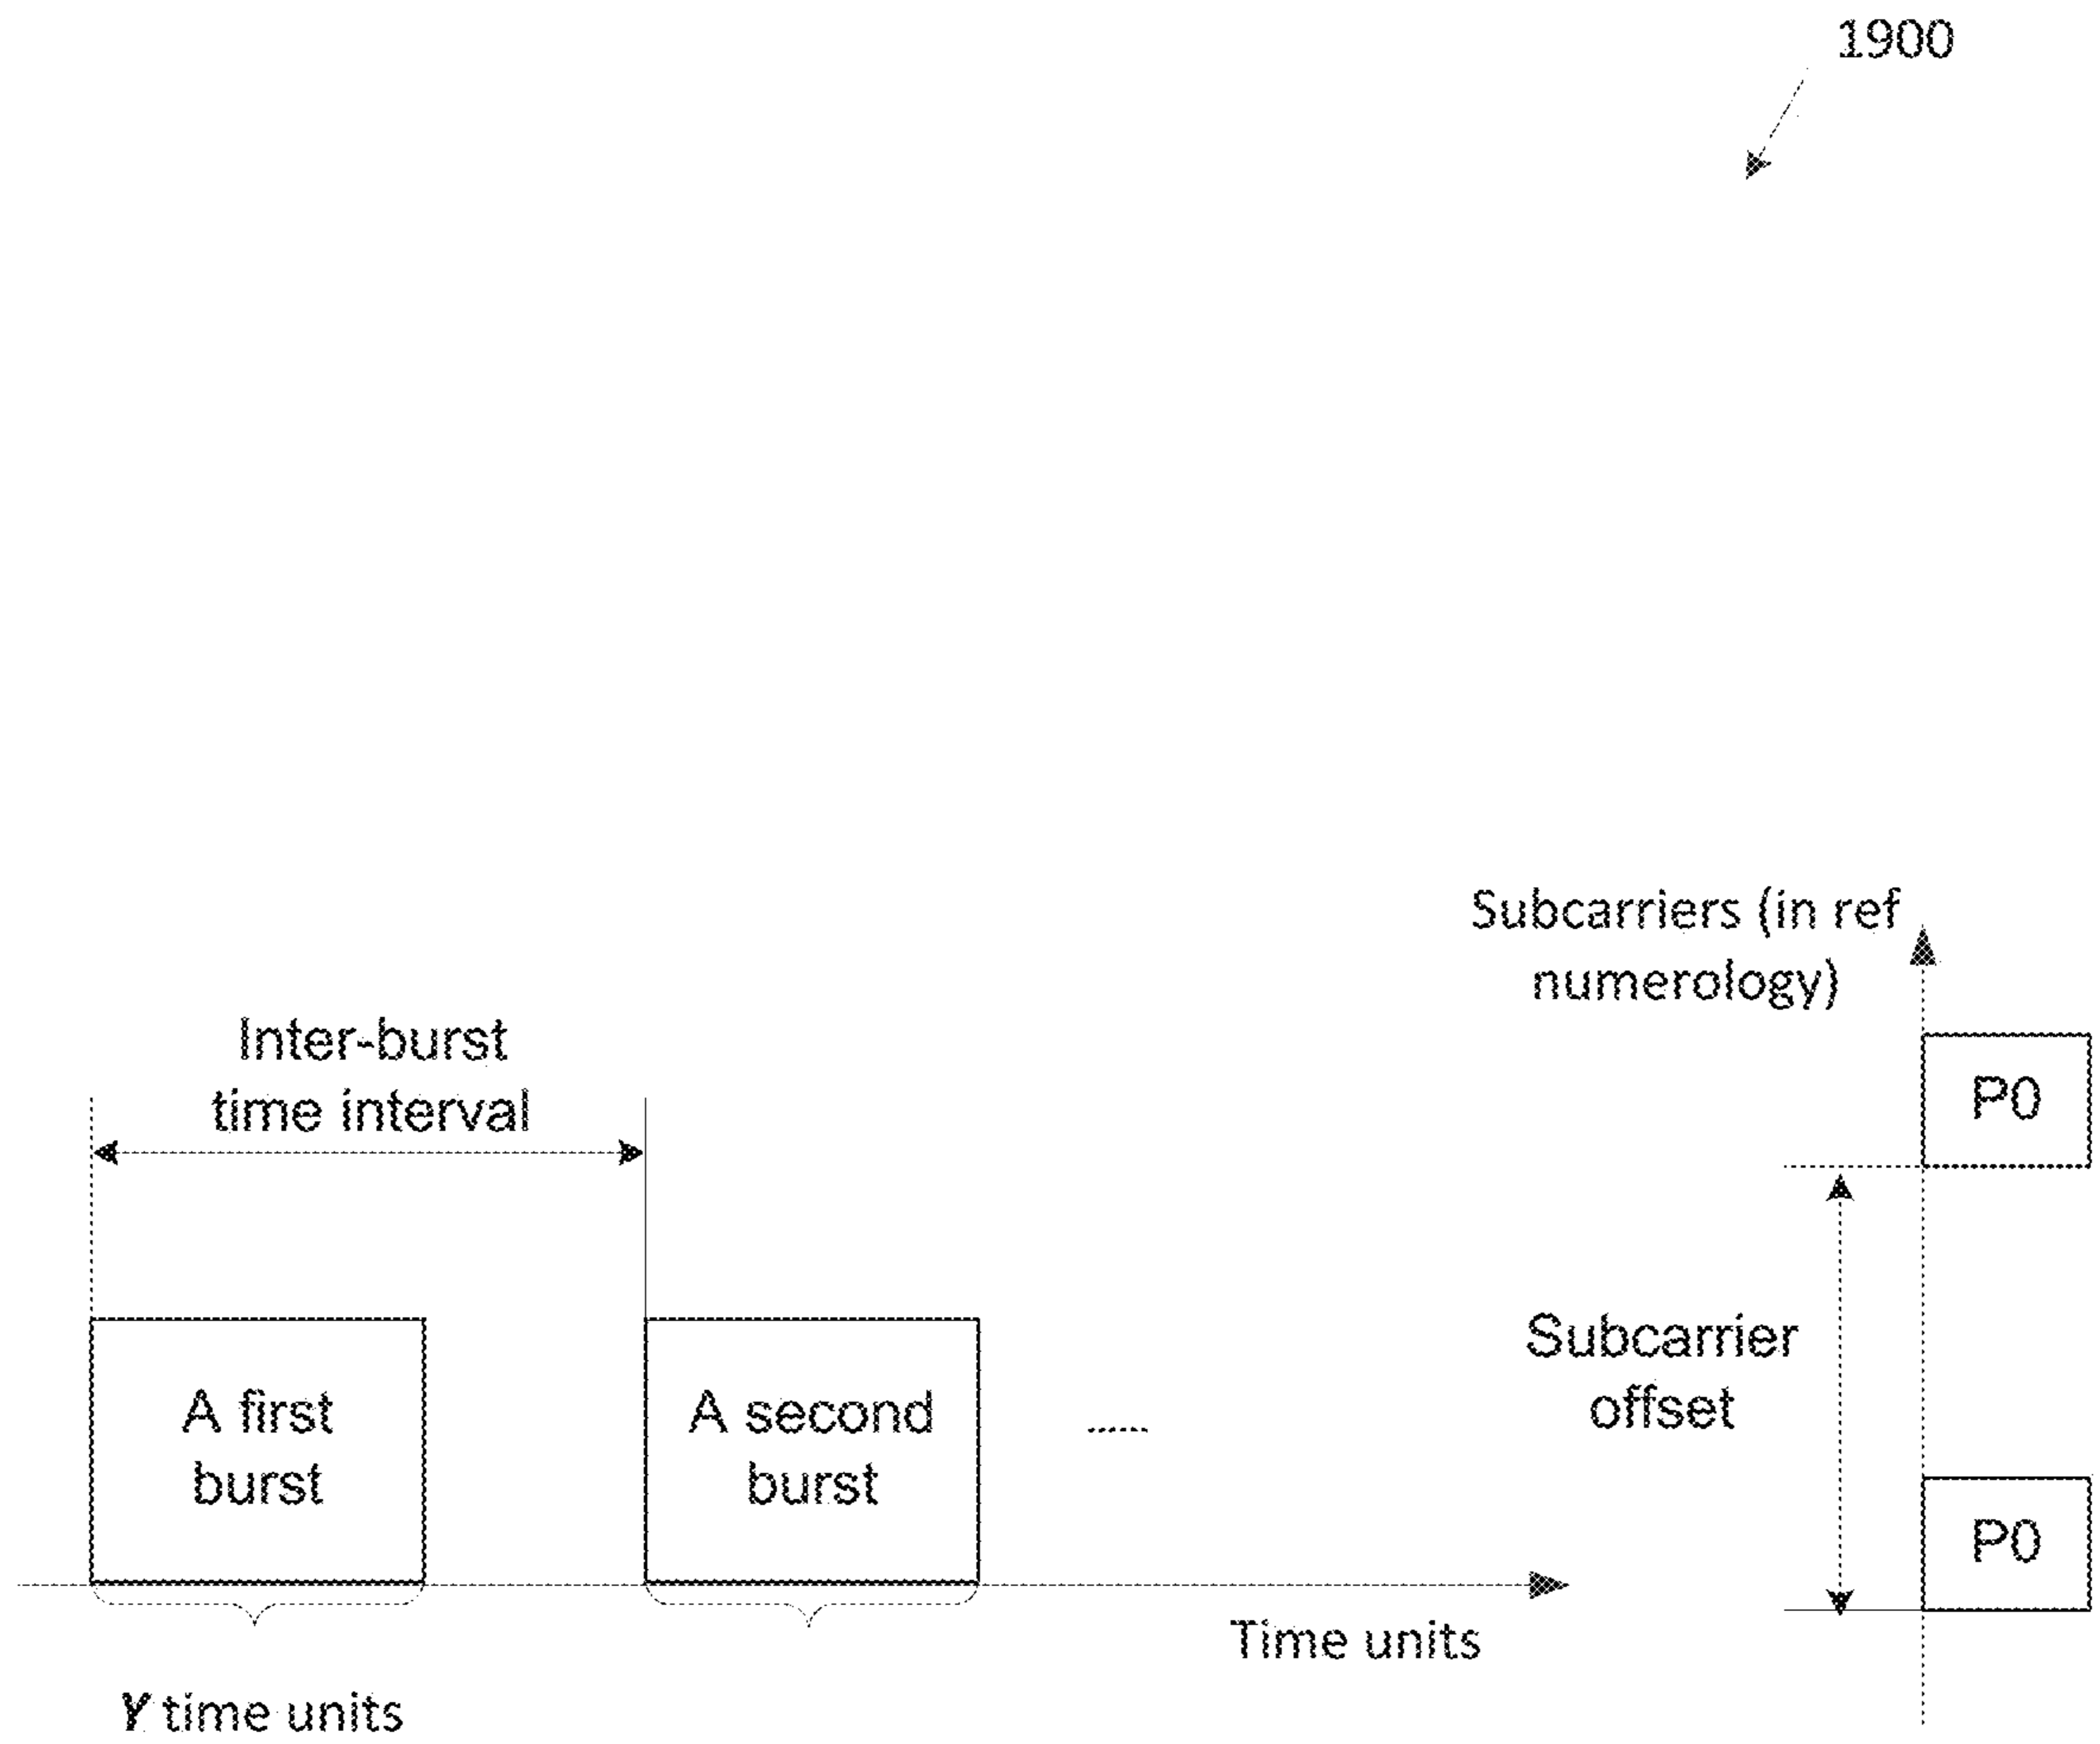 1900
Subcarriers (in ref
numerology)
Inter-burst
time interval
P0
Subcarrier
offset
A first
burst
A second
burst
......
P0
Time units
Y time units